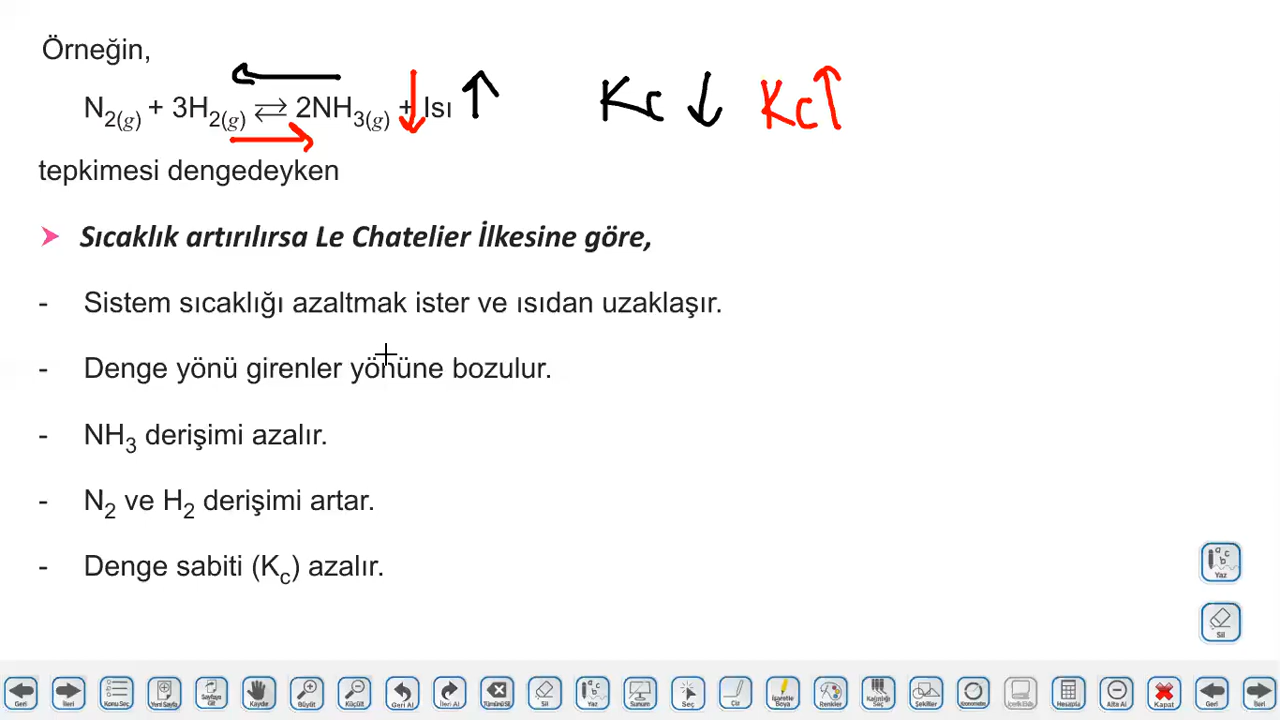 Örneğin,
N₂(g) + 3H₂(g) ⇄ 2NH₃(g) + Isı ↑ Kc ↓ Kc ↑
tepkimesi dengedeyken
➤ Sıcaklık artırılırsa Le Chatelier İlkesine göre,
- Sistem sıcaklığı azaltmak ister ve ısıdan uzaklaşır.
- Denge yönü girenler yönüne bozulur.
- NH₃ derişimi azalır.
- N₂ ve H₂ derişimi artar.
- Denge sabiti (Kc) azalır.
a b c
Yaz
Sil
Geri İleri Konu Seç Yeni Sayfa Sayfaya Git Kaydır Büyüt Küçült Geri Al İleri Al Tümünü Sil Sil Yaz Sunum Seç Çiz İşaretle Boya Renkler Kalınlığı Seç Şekiller Hesapla Alta Al Kapat Geri İleri